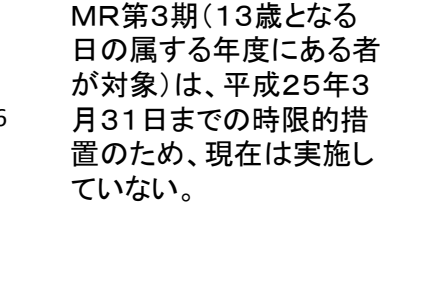 MR第3期(13歳となる
日の属する年度にある者
が対象)は、平成25年3
月31日までの時限的措
置のため、現在は実施し
ていない。